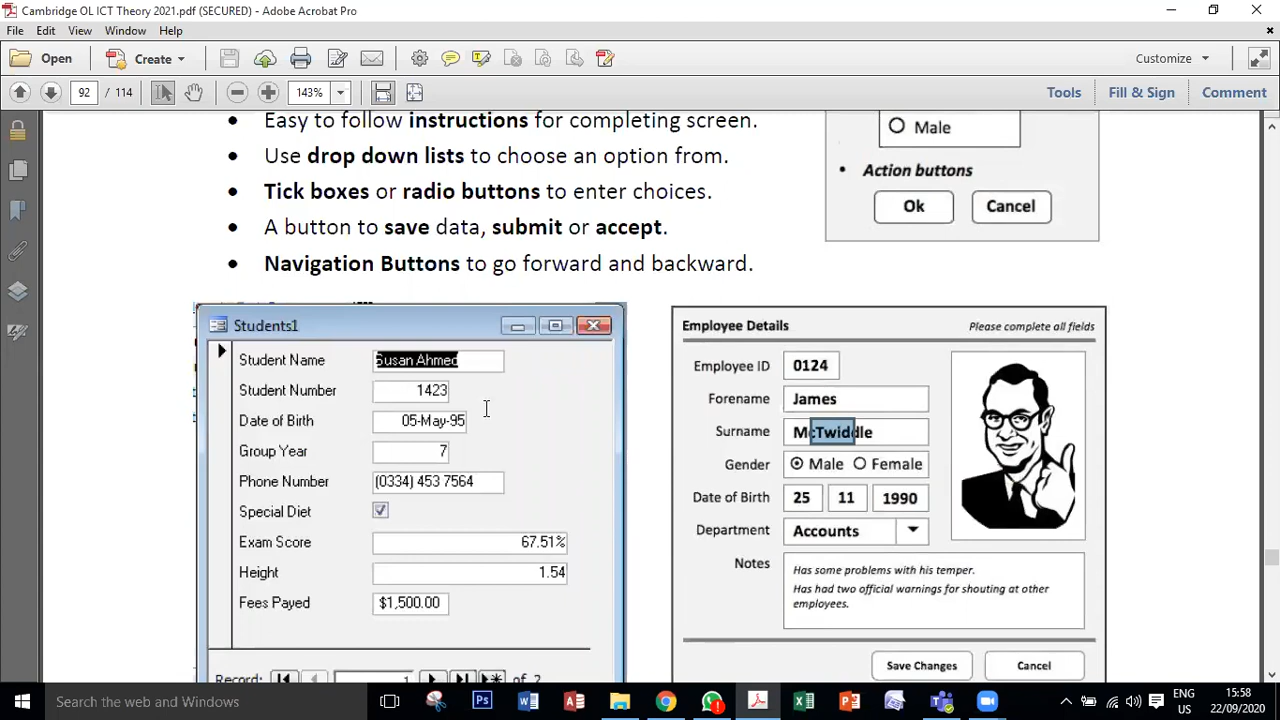 Cambridge OL ICT Theory 2021.pdf (SECURED) - Adobe Acrobat Pro
File Edit View Window Help
Open Create Customize
92 / 114 143% Tools Fill & Sign Comment
• Easy to follow instructions for completing screen.
• Use drop down lists to choose an option from.
• Tick boxes or radio buttons to enter choices.
• A button to save data, submit or accept.
• Navigation Buttons to go forward and backward.
Male
• Action buttons
Ok Cancel
Students1
Student Name Susan Ahmed
Student Number 1423
Date of Birth 05-May-95
Group Year 7
Phone Number (0334) 453 7564
Special Diet
Exam Score 67.51%
Height 1.54
Fees Payed $1,500.00
Record: 1 of 2
Employee Details Please complete all fields
Employee ID 0124
Forename James
Surname McTwiddle
Gender Male Female
Date of Birth 25 11 1990
Department Accounts
Notes Has some problems with his temper.
Has had two official warnings for shouting at other
employees.
Save Changes Cancel
Search the web and Windows
ENG 15:58
US 22/09/2020